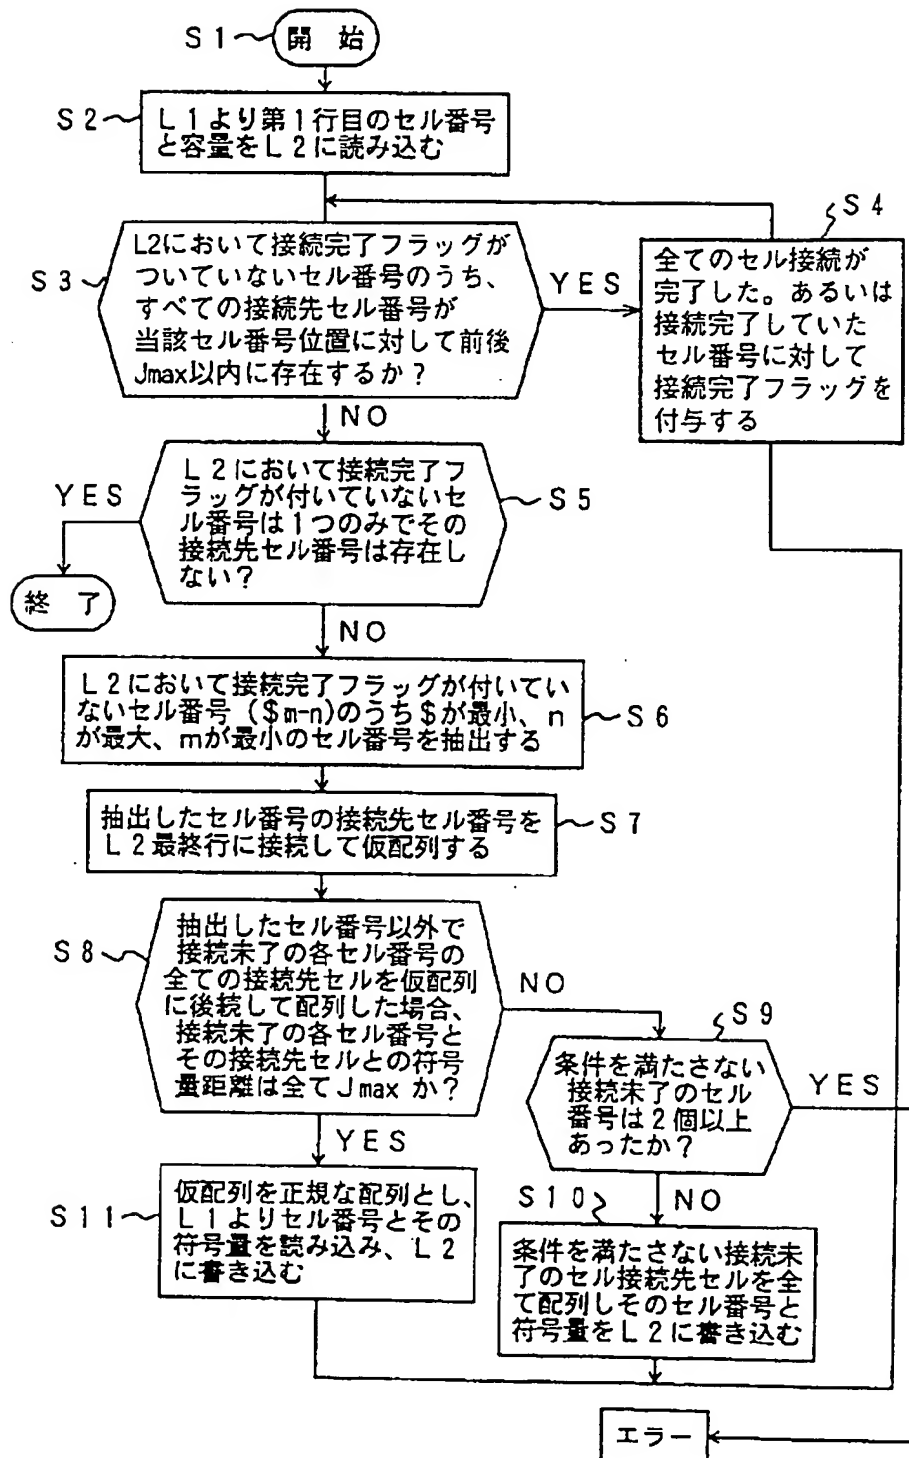 S1
開 始
S2
L1より第1行目のセル番号
と容量をL2に読み込む
S3
L2において接続完了フラッグが
ついていないセル番号のうち、
すべての接続先セル番号が
当該セル番号位置に対して前後
Jmax以内に存在するか?
YES
S4
全てのセル接続が
完了した。あるいは
接続完了していた
セル番号に対して
接続完了フラッグを
付与する
NO
YES
L2において接続完了フ
ラッグが付いていないセ
ル番号は1つのみでその
接続先セル番号は存在し
ない?
S5
終 了
NO
L2において接続完了フラッグが付いてい
ないセル番号($m-n)のうち$が最小、n
が最大、mが最小のセル番号を抽出する
S6
抽出したセル番号の接続先セル番号を
L2最終行に接続して仮配列する
S7
S8
抽出したセル番号以外で
接続未了の各セル番号の
全ての接続先セルを仮配列
に後続して配列した場合、
接続未了の各セル番号と
その接続先セルとの符号
量距離は全てJmaxか?
NO
S9
条件を満たさない
接続未了のセル
番号は2個以上
あったか?
YES
YES
S11
仮配列を正規な配列とし、
L1よりセル番号とその
符号量を読み込み、L2
に書き込む
S10
NO
条件を満たさない接続未
了のセル接続先セルを全
て配列しそのセル番号と
符号量をL2に書き込む
エラー